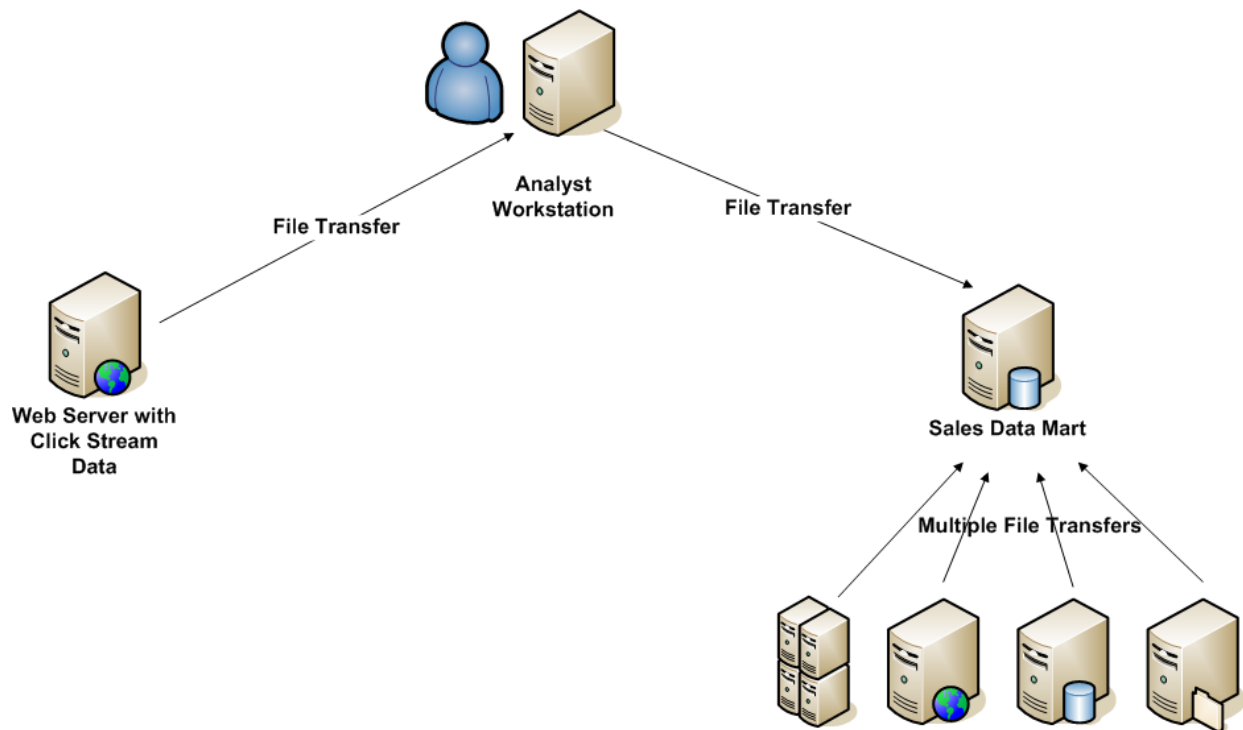 Analyst
Workstation
File Transfer
File Transfer
Web Server with
Click Stream
Data
Sales Data Mart
Multiple File Transfers